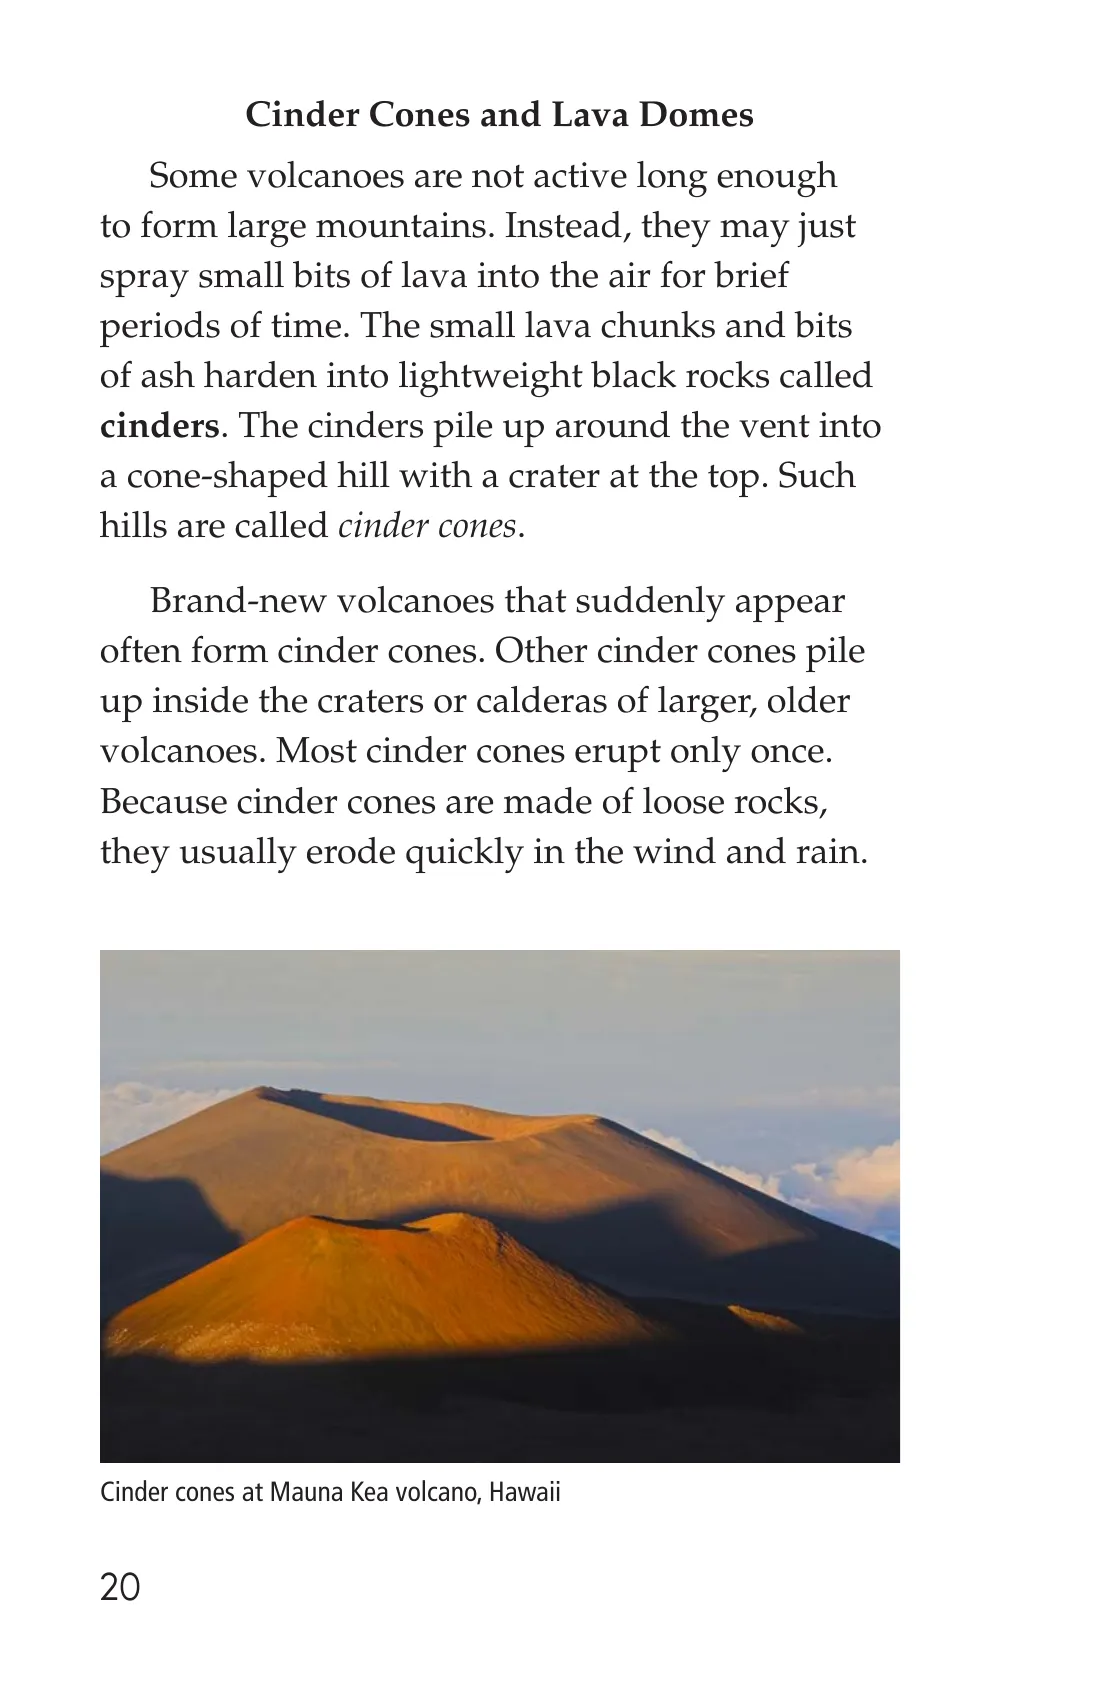 Cinder Cones and Lava Domes
Some volcanoes are not active long enough
to form large mountains. Instead, they may just
spray small bits of lava into the air for brief
periods of time. The small lava chunks and bits
of ash harden into lightweight black rocks called
cinders. The cinders pile up around the vent into
a cone-shaped hill with a crater at the top. Such
hills are called cinder cones.
Brand-new volcanoes that suddenly appear
often form cinder cones. Other cinder cones pile
up inside the craters or calderas of larger, older
volcanoes. Most cinder cones erupt only once.
Because cinder cones are made of loose rocks,
they usually erode quickly in the wind and rain.
Cinder cones at Mauna Kea volcano, Hawaii
20